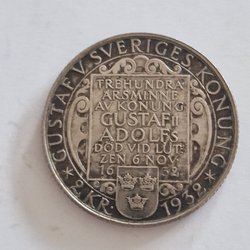 GUSTAF V SVERIGES KONUNG
TREHUNDRA
ÅRSMINNE
AV KONUNG
GUSTAF II
ADOLFS
DÖD VID LÜT-
ZEN 6 NOV.
16 32
2 KR. 1932